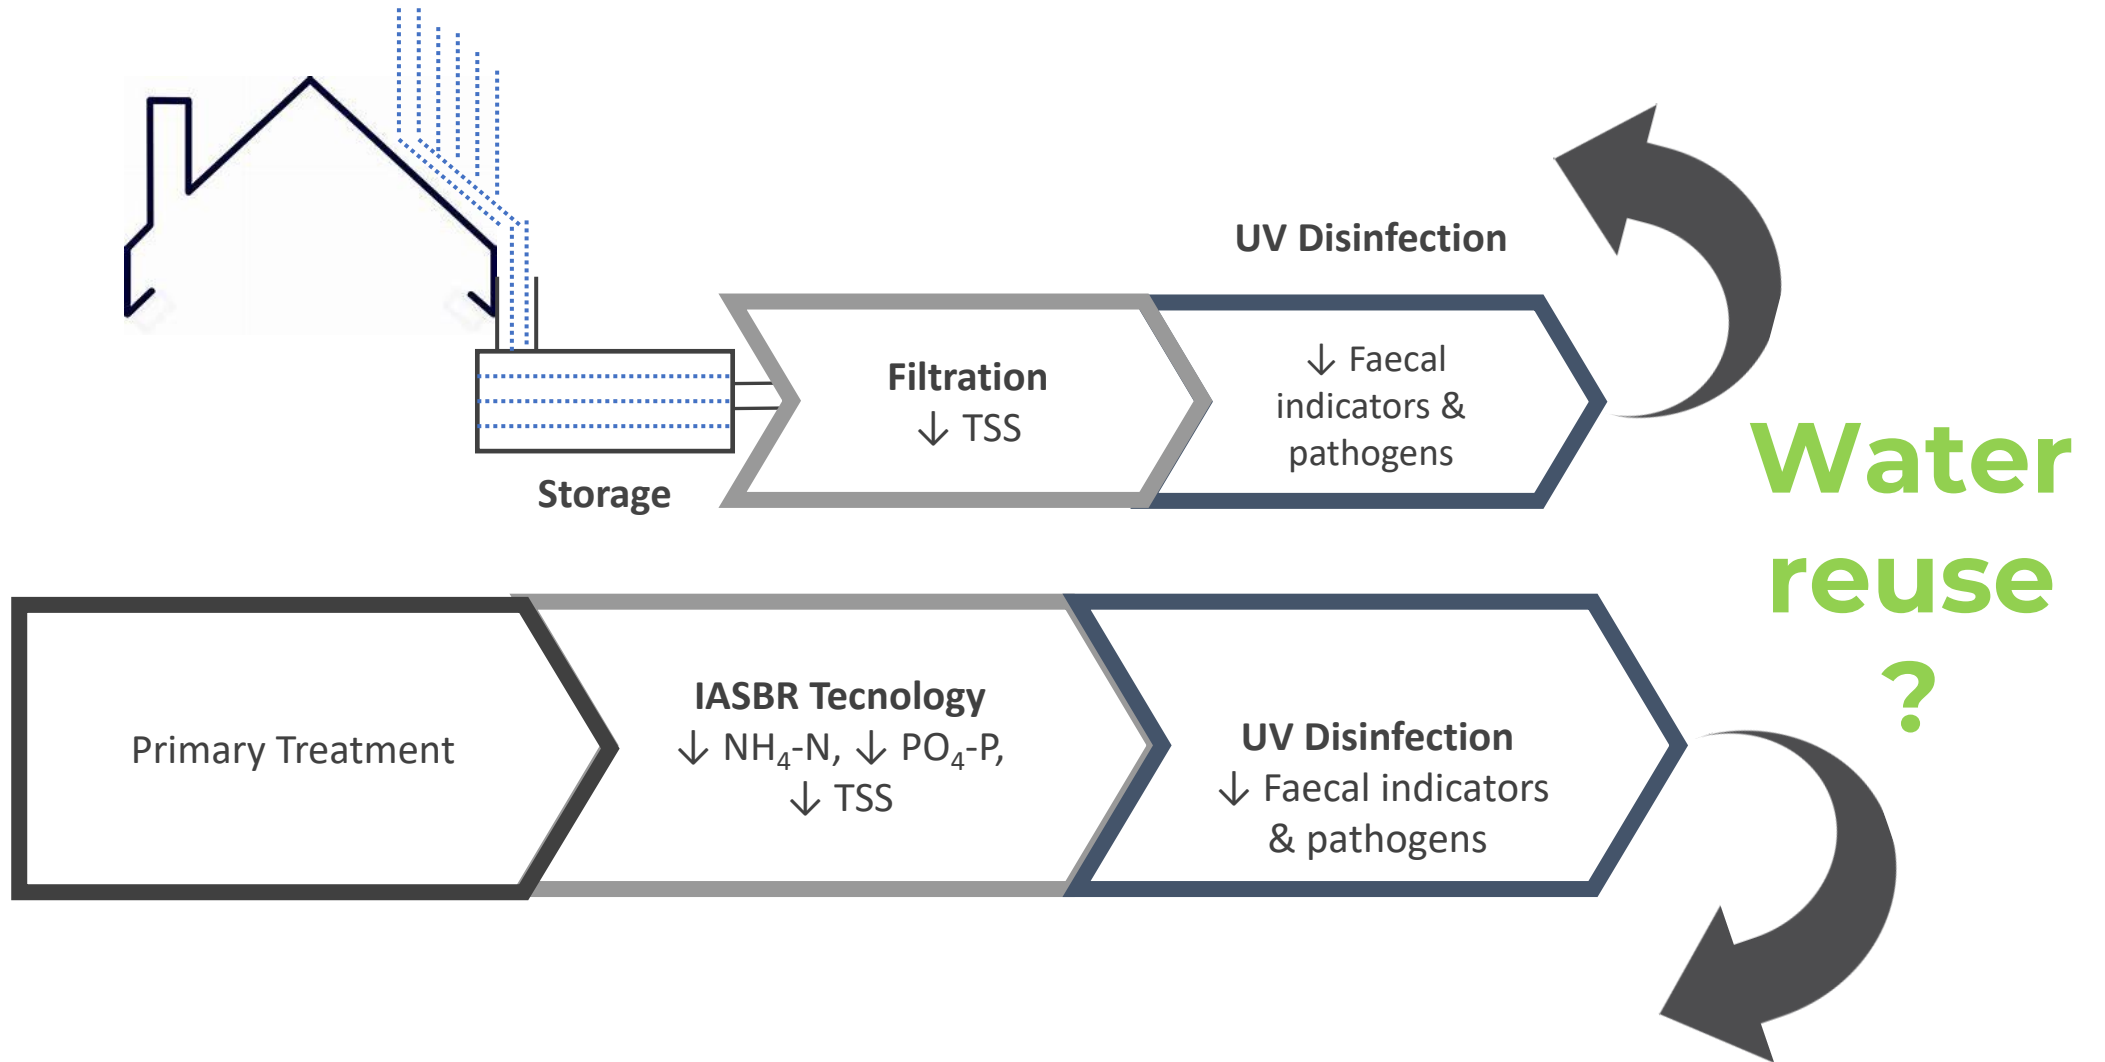 UV Disinfection
Filtration
↓ TSS
↓ Faecal
indicators &
pathogens
Storage
Water
reuse
?
Primary Treatment
IASBR Tecnology
↓ NH₄-N, ↓ PO₄-P,
↓ TSS
UV Disinfection
↓ Faecal indicators
& pathogens